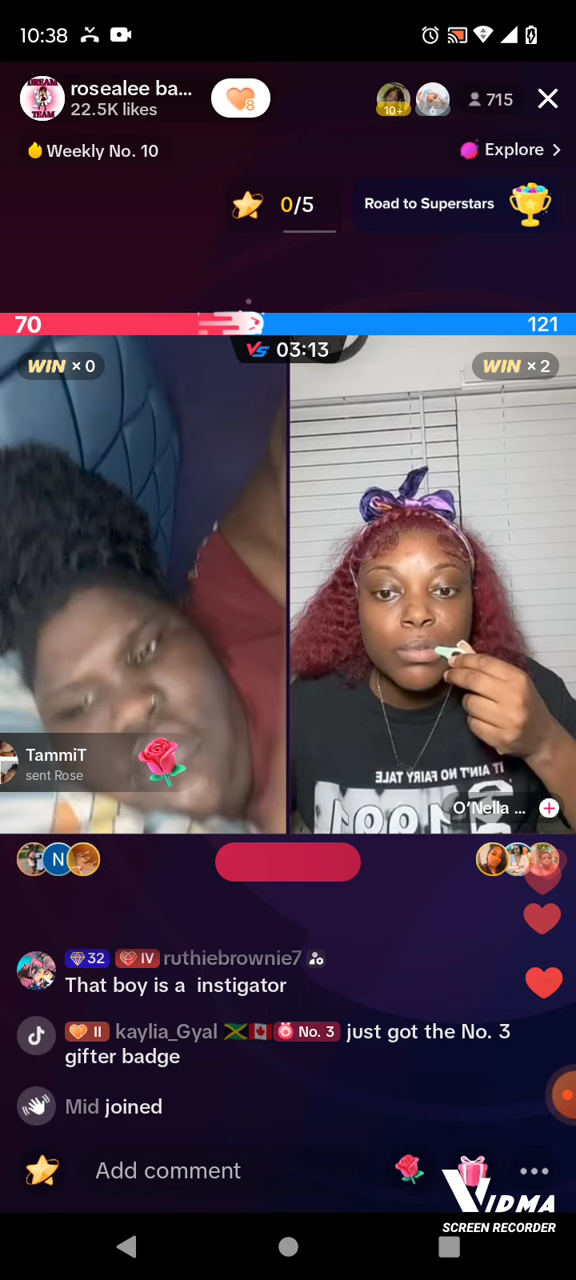 10:38
rosealee ba...
22.5K likes
8
10+
6
715
Weekly No. 10
Explore
0/5
Road to Superstars
70
121
VS 03:13
WIN × 0
WIN × 2
TammiT
sent Rose
IT AIN'T NO FAIRY TALE
1991
O'Nella ...
N
32 IV ruthiebrownie7
That boy is a instigator
II kaylia_Gyal No. 3 just got the No. 3
gifter badge
Mid joined
Add comment
VIDMA
SCREEN RECORDER